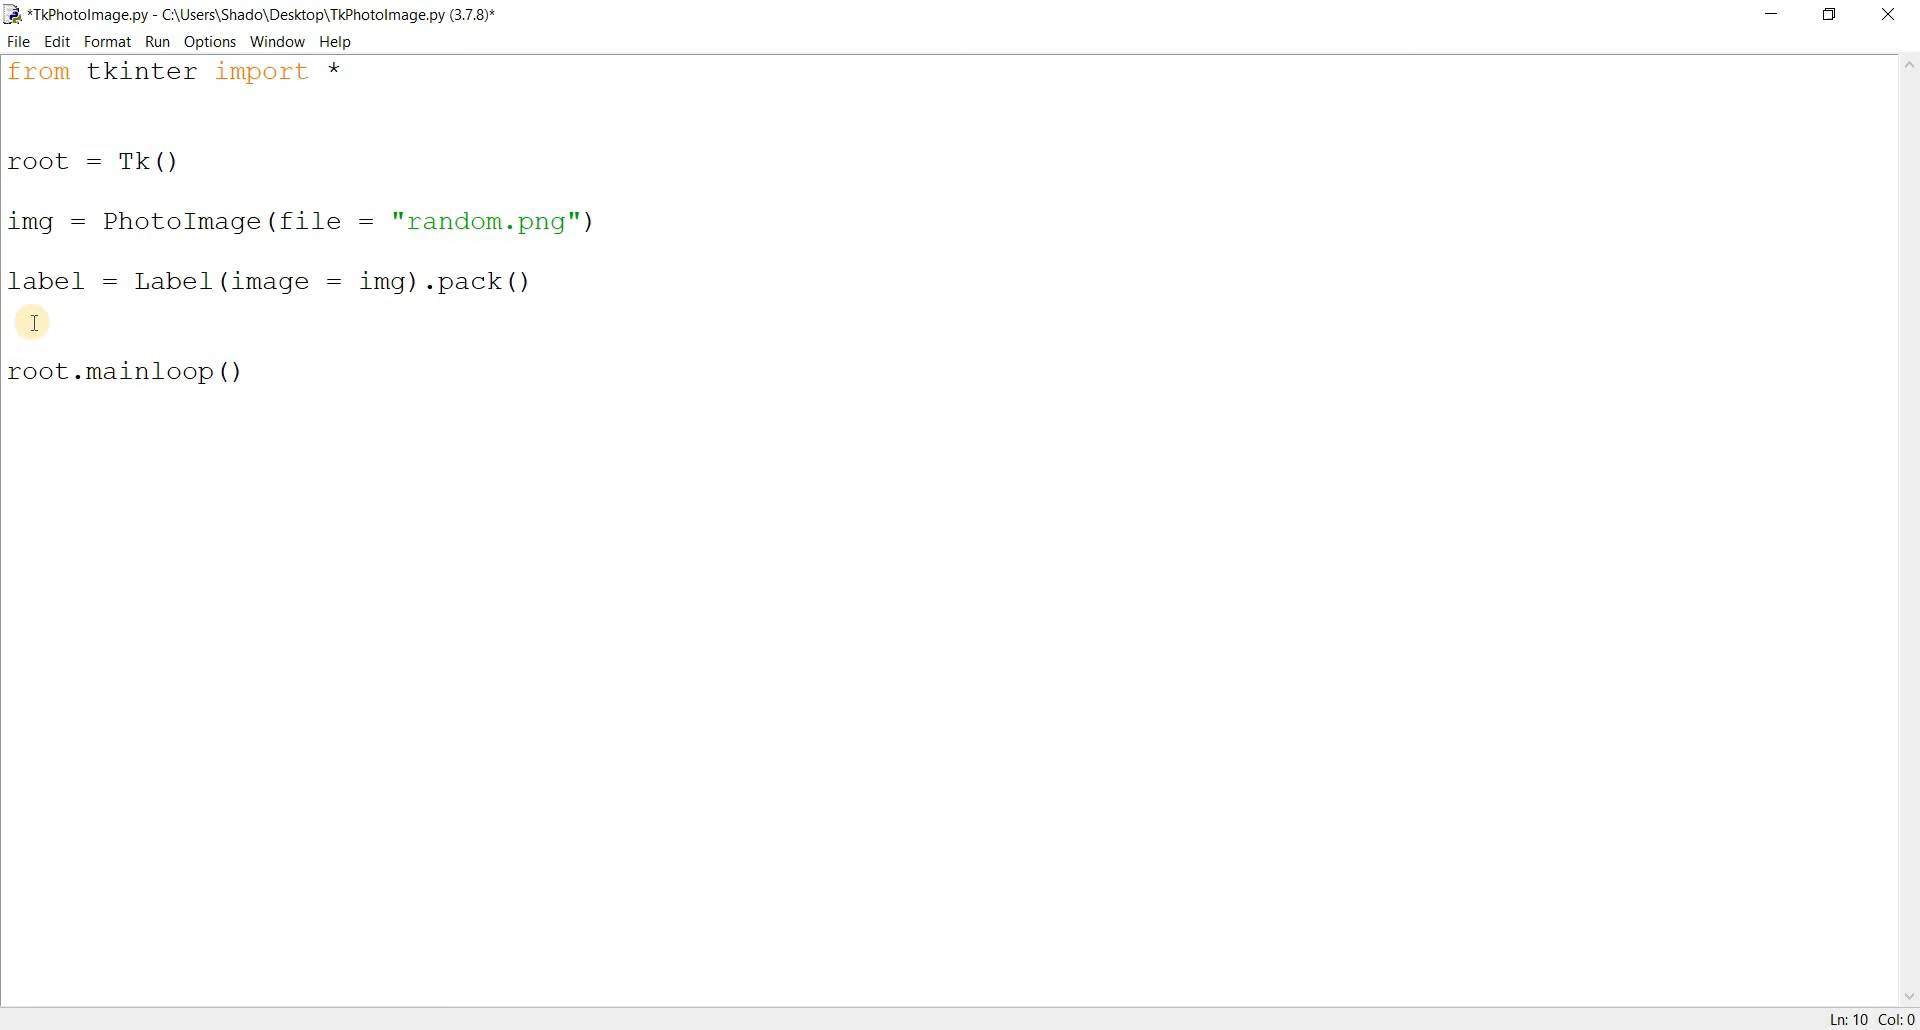 *TkPhotoImage.py - C:\Users\Shado\Desktop\TkPhotoImage.py (3.7.8)*
File Edit Format Run Options Window Help
from tkinter import *
root = Tk()
img = PhotoImage(file = "random.png")
label = Label(image = img).pack()
root.mainloop()
Ln: 10 Col: 0